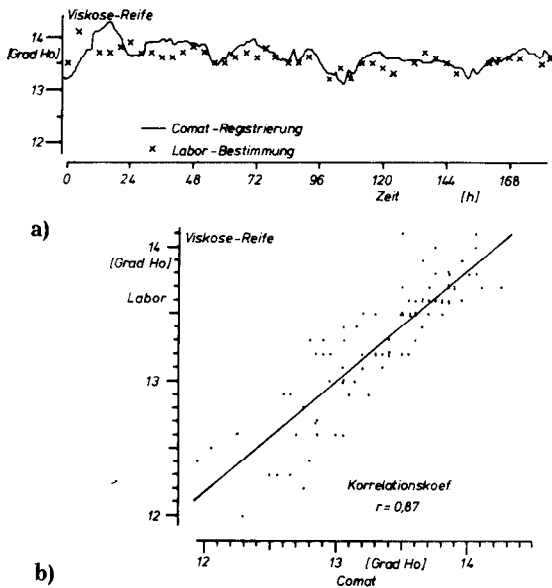 Viskose-Reife
14
[Grad Ho]
13
12
Comat-Registrierung
× Labor-Bestimmung
0 24 48 72 96 120 144 168
Zeit [h]
a)
Viskose-Reife
14
[Grad Ho]
Labor
13
12
Korrelationskoef.
r = 0,87
12 13 [Grad Ho] 14
Comat
b)